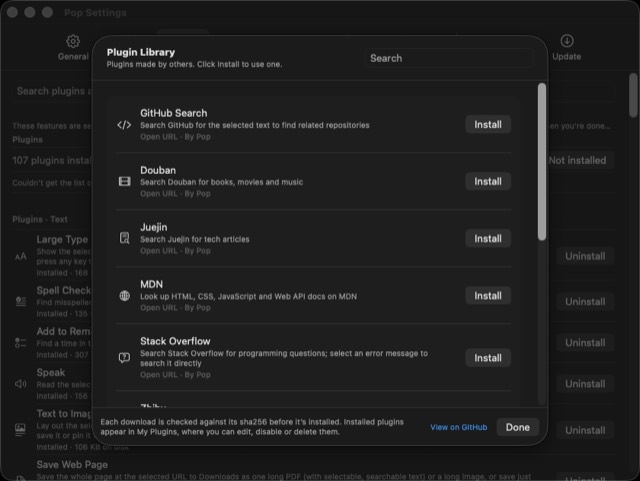 Pop Settings
General
Update
Plugin Library
Plugins made by others. Click Install to use one.
Search
Search plugins a
These features are se
en you're done...
Plugins
107 plugins instal
Not installed
Couldn't get the list o
GitHub Search
Search GitHub for the selected text to find related repositories
Open URL · By Pop
Install
Douban
Search Douban for books, movies and music
Open URL · By Pop
Install
Juejin
Search Juejin for tech articles
Open URL · By Pop
Install
MDN
Look up HTML, CSS, JavaScript and Web API docs on MDN
Open URL · By Pop
Install
Stack Overflow
Search Stack Overflow for programming questions; select an error message to
search it directly
Open URL · By Pop
Install
Each download is checked against its sha256 before it's installed. Installed plugins
appear in My Plugins, where you can edit, disable or delete them.
View on GitHub
Done
Plugins · Text
Large Type
Show the selec
press any key t
Installed · 168
Uninstall
Spell Check
Find misspelle
Installed · 135
Uninstall
Add to Rem
Find a time in t
Installed · 307
Uninstall
Speak
Read the selec
Installed · 156
Uninstall
Text to Imag
Lay out the sele
save it or pin it
Installed · 106 KB on disk
Uninstall
Save Web Page
Save the whole page at the selected URL to Downloads as one long PDF (with selectable, searchable text) or a long image, or save just